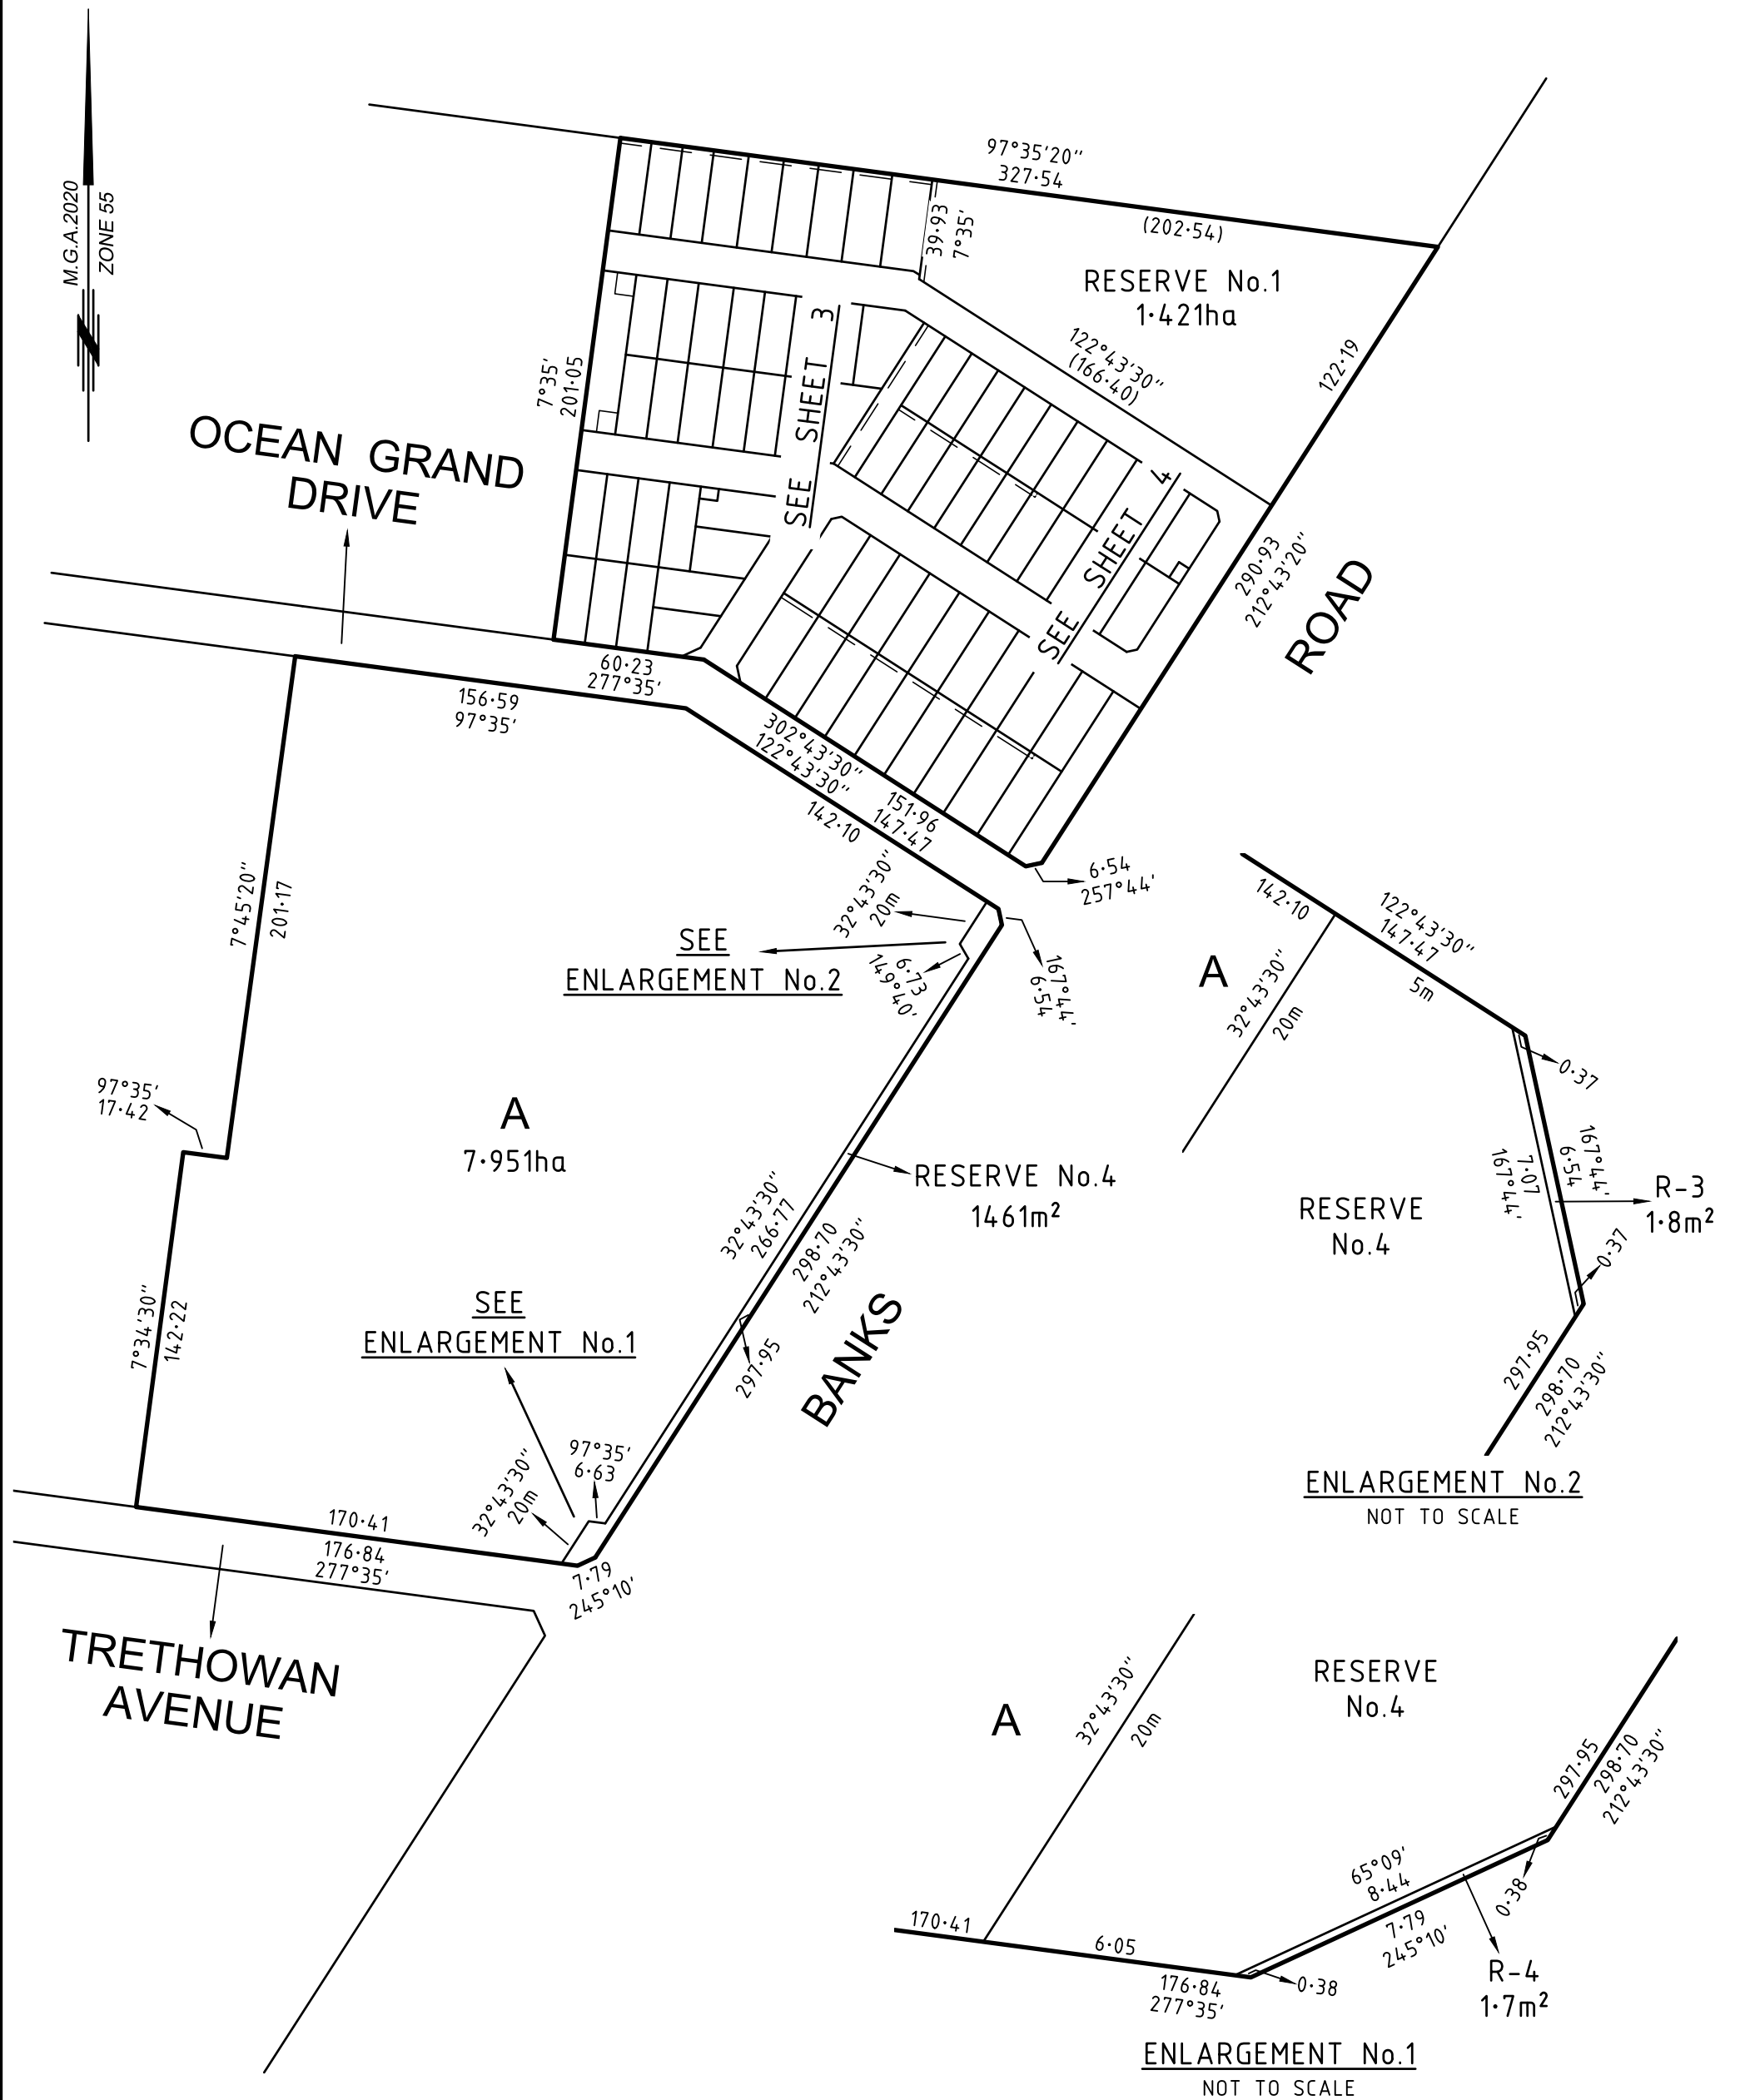 M.G.A.2020
ZONE 55
97°35'20"
327·54
(202·54)
39·93
7°35'
RESERVE No.1
1·421ha
122°43'30"
(166·40)
122·19
7°35'
201·05
SEE SHEET 3
SEE SHEET 4
290·93
212°43'20"
ROAD
OCEAN GRAND
DRIVE
60·23
277°35'
156·59
97°35'
302°43'30"
122°43'30"
151·96
147·47
142·10
6·54
257°44'
32°43'30"
20m
SEE
ENLARGEMENT No.2
6·73
149°40'
167°44'
6·54
7°45'20"
201·17
97°35'
17·42
A
7·951ha
RESERVE No.4
1461m²
32°43'30"
266·77
298·70
212°43'30"
297·95
BANKS
7°34'30"
142·22
SEE
ENLARGEMENT No.1
97°35'
6·63
32°43'30"
20m
170·41
176·84
277°35'
7·79
245°10'
TRETHOWAN
AVENUE
142·10
122°43'30"
147·47
5m
A
32°43'30"
20m
0·37
167°44'
6·54
7·07
167°44'
R-3
1·8m²
RESERVE
No.4
0·37
297·95
298·70
212°43'30"
ENLARGEMENT No.2
NOT TO SCALE
RESERVE
No.4
A
32°43'30"
20m
297·95
298·70
212°43'30"
65°09'
8·44
0·38
7·79
245°10'
170·41
6·05
176·84
277°35'
0·38
R-4
1·7m²
ENLARGEMENT No.1
NOT TO SCALE